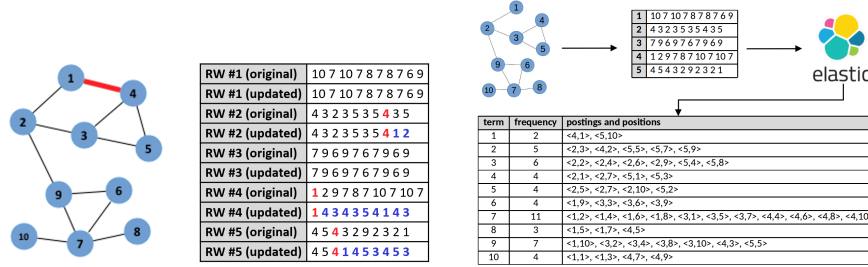 1
4
2
3
5
9
6
10
7
8
RW #1 (original) 10 7 10 7 8 7 8 7 6 9
RW #1 (updated) 10 7 10 7 8 7 8 7 6 9
RW #2 (original) 4 3 2 3 5 3 5 4 3 5
RW #2 (updated) 4 3 2 3 5 3 5 4 1 2
RW #3 (original) 7 9 6 9 7 6 7 9 6 9
RW #3 (updated) 7 9 6 9 7 6 7 9 6 9
RW #4 (original) 1 2 9 7 8 7 10 7 10 7
RW #4 (updated) 1 4 3 4 3 5 4 1 4 3
RW #5 (original) 4 5 4 3 2 9 2 3 2 1
RW #5 (updated) 4 5 4 1 4 5 3 4 5 3
1
4
2
3
5
9
6
10
7
8
1 10 7 10 7 8 7 8 7 6 9
2 4 3 2 3 5 3 5 4 3 5
3 7 9 6 9 7 6 7 9 6 9
4 1 2 9 7 8 7 10 7 10 7
5 4 5 4 3 2 9 2 3 2 1
elastic
term frequency postings and positions
1 2 <4,1>, <5,10>
2 5 <2,3>, <4,2>, <5,5>, <5,7>, <5,9>
3 6 <2,2>, <2,4>, <2,6>, <2,9>, <5,4>, <5,8>
4 4 <2,1>, <2,7>, <5,1>, <5,3>
5 4 <2,5>, <2,7>, <2,10>, <5,2>
6 4 <1,9>, <3,3>, <3,6>, <3,9>
7 11 <1,2>, <1,4>, <1,6>, <1,8>, <3,1>, <3,5>, <3,7>, <4,4>, <4,6>, <4,8>, <4,10
8 3 <1,5>, <1,7>, <4,5>
9 7 <1,10>, <3,2>, <3,4>, <3,8>, <3,10>, <4,3>, <5,5>
10 4 <1,1>, <1,3>, <4,7>, <4,9>